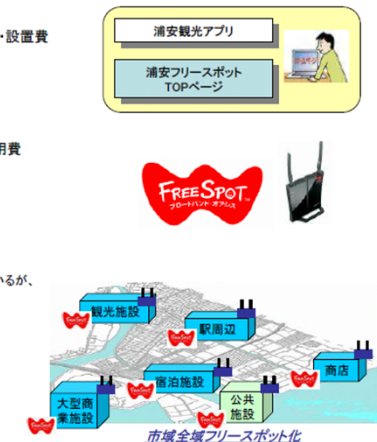 ・設置費
浦安観光アプリ
浦安フリースポット
TOPページ
用費
FREESPOT
ブロードバンド・オアシス
いるが、
観光施設
駅周辺
宿泊施設
商店
大型商
業施設
公共
施設
市域全域フリースポット化